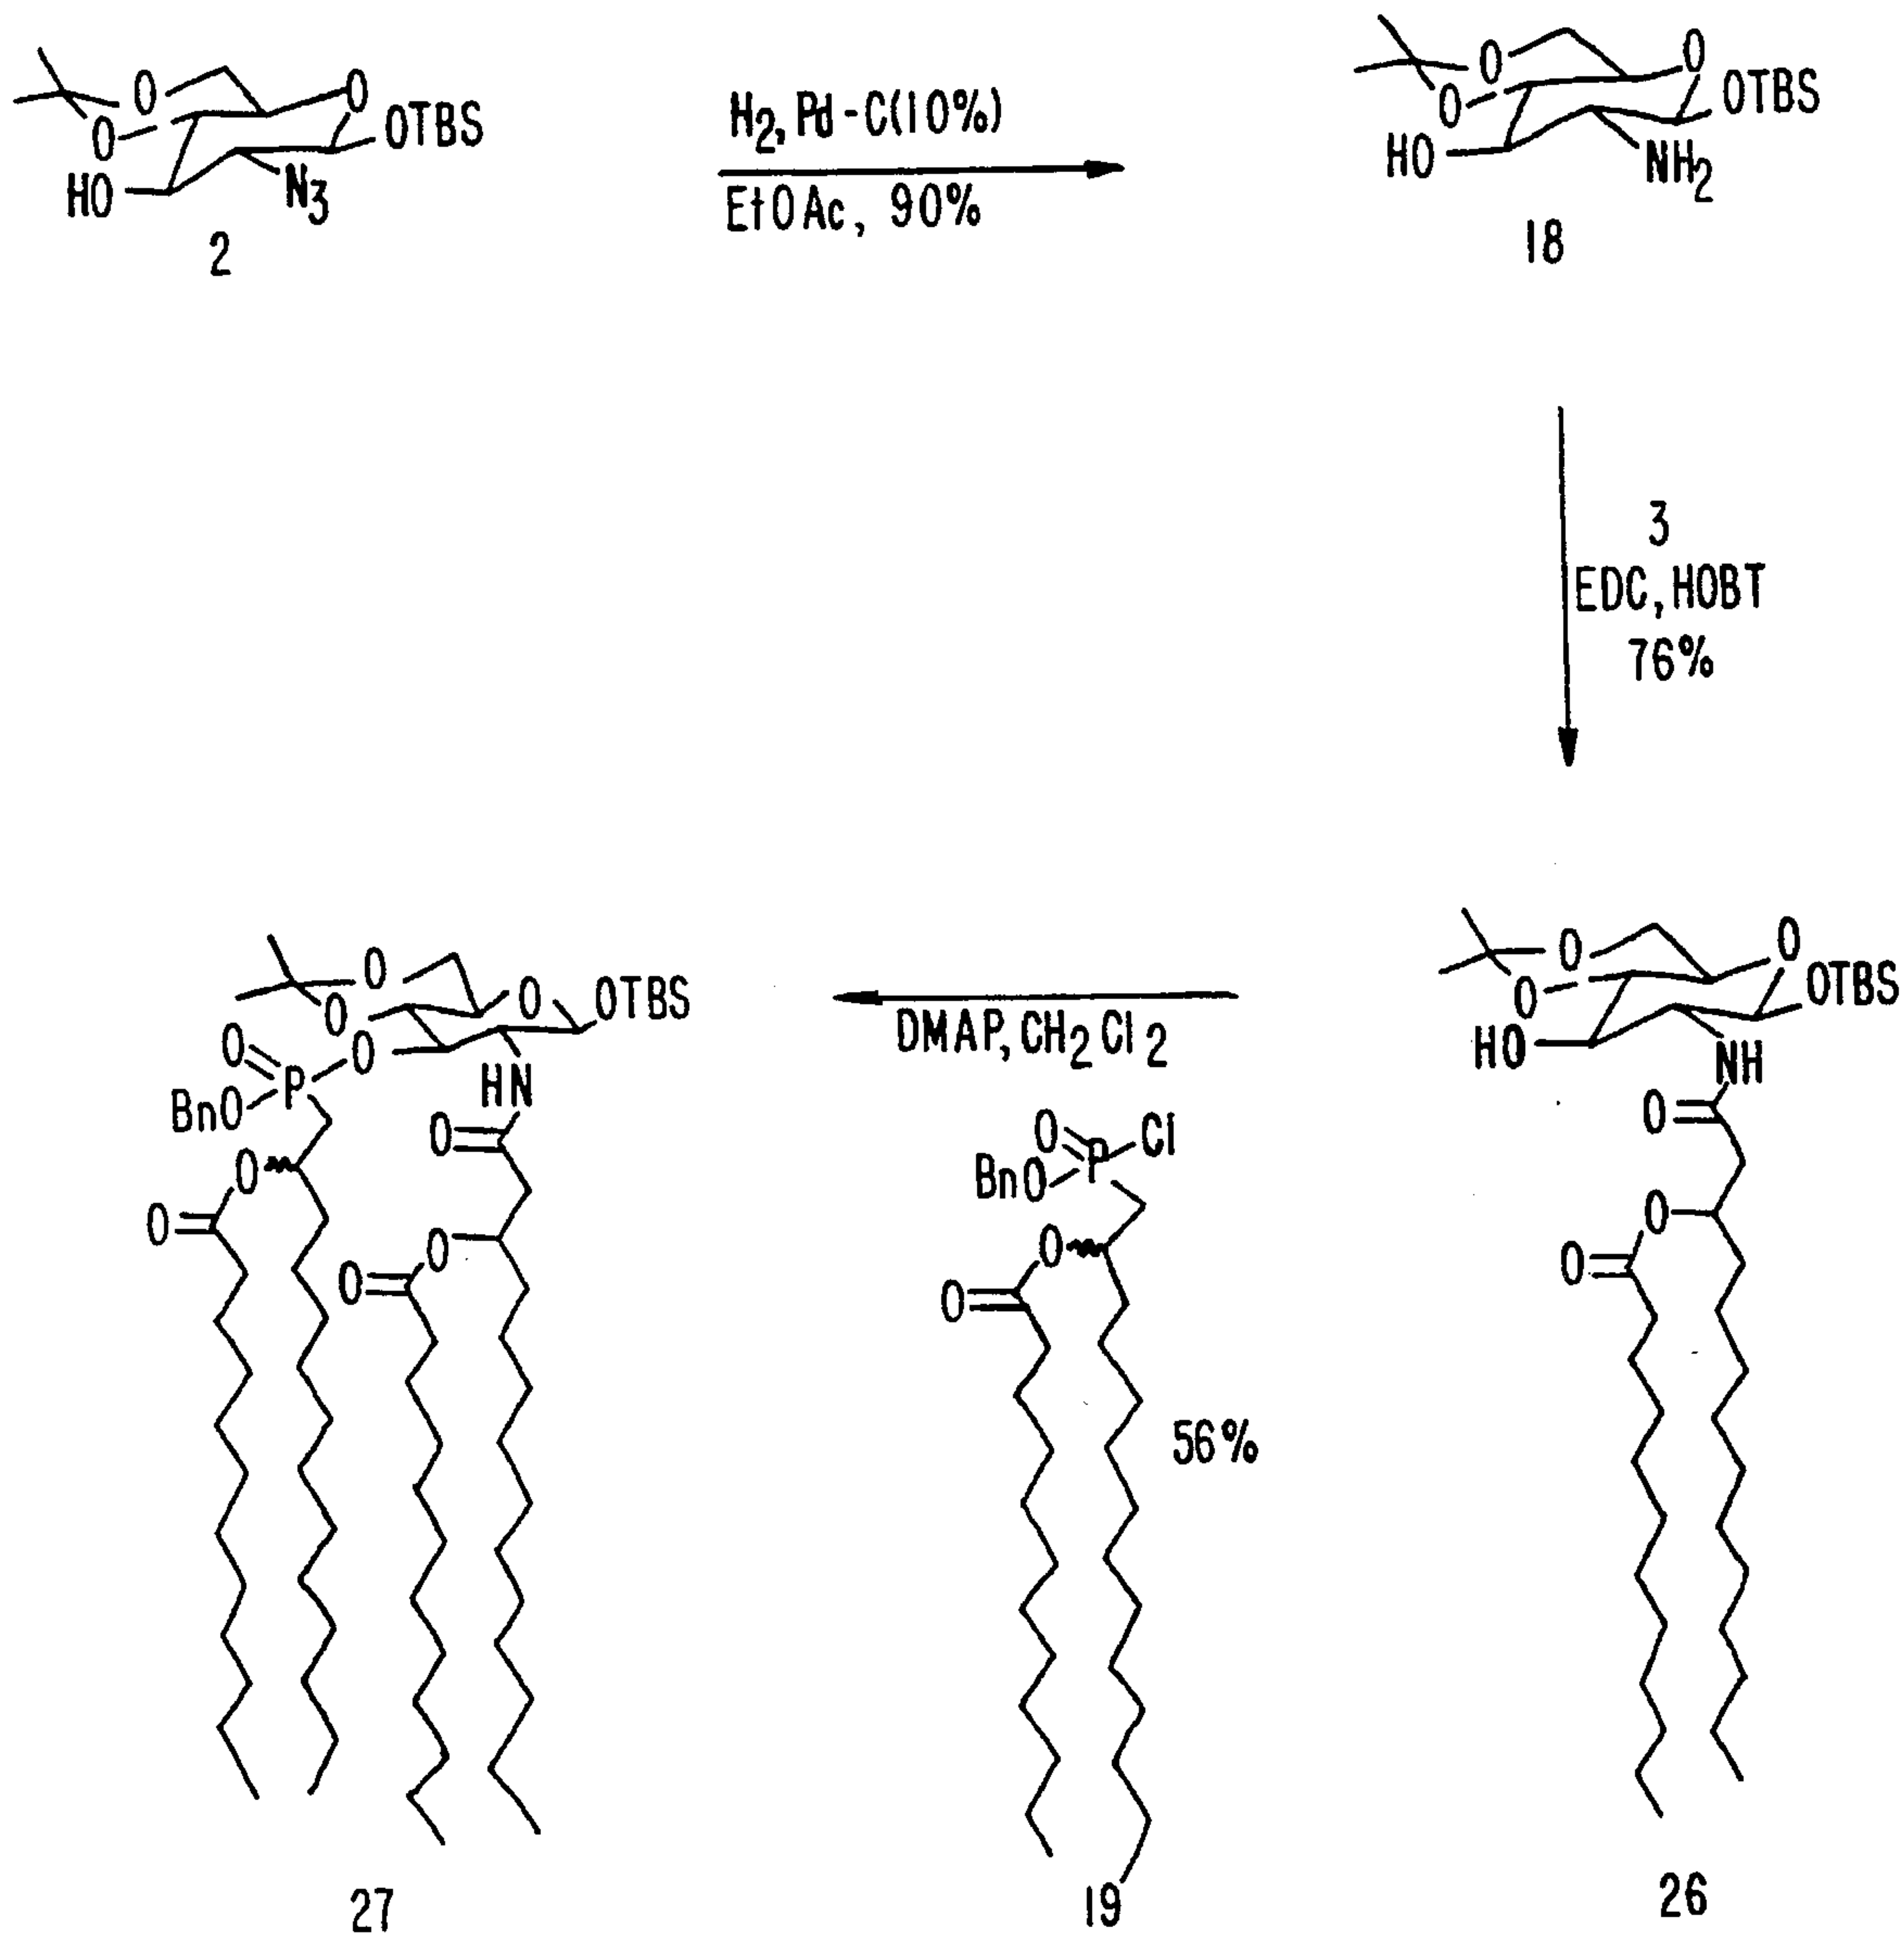 O
O
OTBS
O
HO
N3
2
H2, Pd-C(10%)
EtOAc, 90%
O
O
OTBS
O
HO
NH2
18
3
EDC, HOBT
76%
O
O
OTBS
O
HO
NH
O
O
O
26
DMAP, CH2Cl2
O
Cl
P
BnO
O
O
56%
19
O
O
OTBS
O
O
O
P
HN
BnO
O
O
O
O
O
27